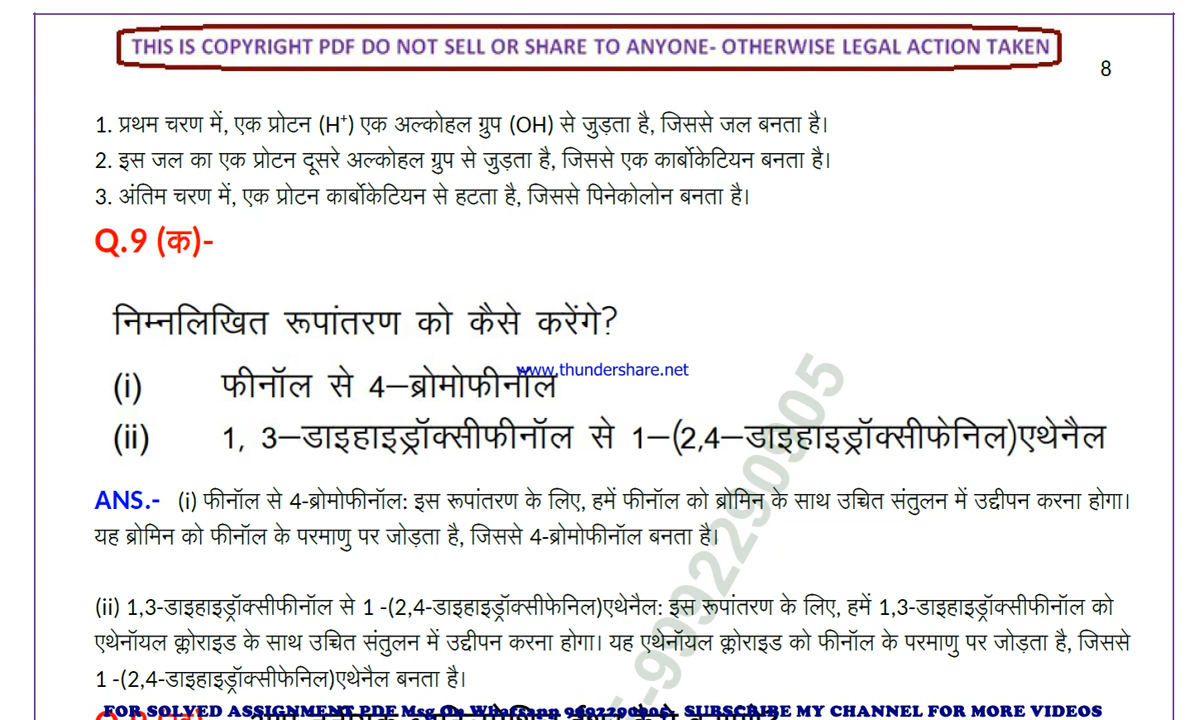 THIS IS COPYRIGHT PDF DO NOT SELL OR SHARE TO ANYONE- OTHERWISE LEGAL ACTION TAKEN
8
1. प्रथम चरण में, एक प्रोटन (H⁺) एक अल्कोहल ग्रुप (OH) से जुड़ता है, जिससे जल बनता है।
2. इस जल का एक प्रोटन दूसरे अल्कोहल ग्रुप से जुड़ता है, जिससे एक कार्बोकेटियन बनता है।
3. अंतिम चरण में, एक प्रोटन कार्बोकेटियन से हटता है, जिससे पिनेकोलोन बनता है।
Q.9 (क)-
निम्नलिखित रूपांतरण को कैसे करेंगे?
www.thundershare.net
(i) फीनॉल से 4–ब्रोमोफीनॉल
(ii) 1, 3–डाइहाइड्रॉक्सीफीनॉल से 1–(2,4–डाइहाइड्रॉक्सीफेनिल)एथेनैल
ANS.- (i) फीनॉल से 4-ब्रोमोफीनॉल: इस रूपांतरण के लिए, हमें फीनॉल को ब्रोमिन के साथ उचित संतुलन में उद्दीपन करना होगा।
यह ब्रोमिन को फीनॉल के परमाणु पर जोड़ता है, जिससे 4-ब्रोमोफीनॉल बनता है।
(ii) 1,3-डाइहाइड्रॉक्सीफीनॉल से 1 -(2,4-डाइहाइड्रॉक्सीफेनिल)एथेनैल: इस रूपांतरण के लिए, हमें 1,3-डाइहाइड्रॉक्सीफीनॉल को
एथेनॉयल क्लोराइड के साथ उचित संतुलन में उद्दीपन करना होगा। यह एथेनॉयल क्लोराइड को फीनॉल के परमाणु पर जोड़ता है, जिससे
1 -(2,4-डाइहाइड्रॉक्सीफेनिल)एथेनैल बनता है।
FOR SOLVED ASSIGNMENT PDF Msg On Whatsapp 9892290905- SUBSCRIBE MY CHANNEL FOR MORE VIDEOS